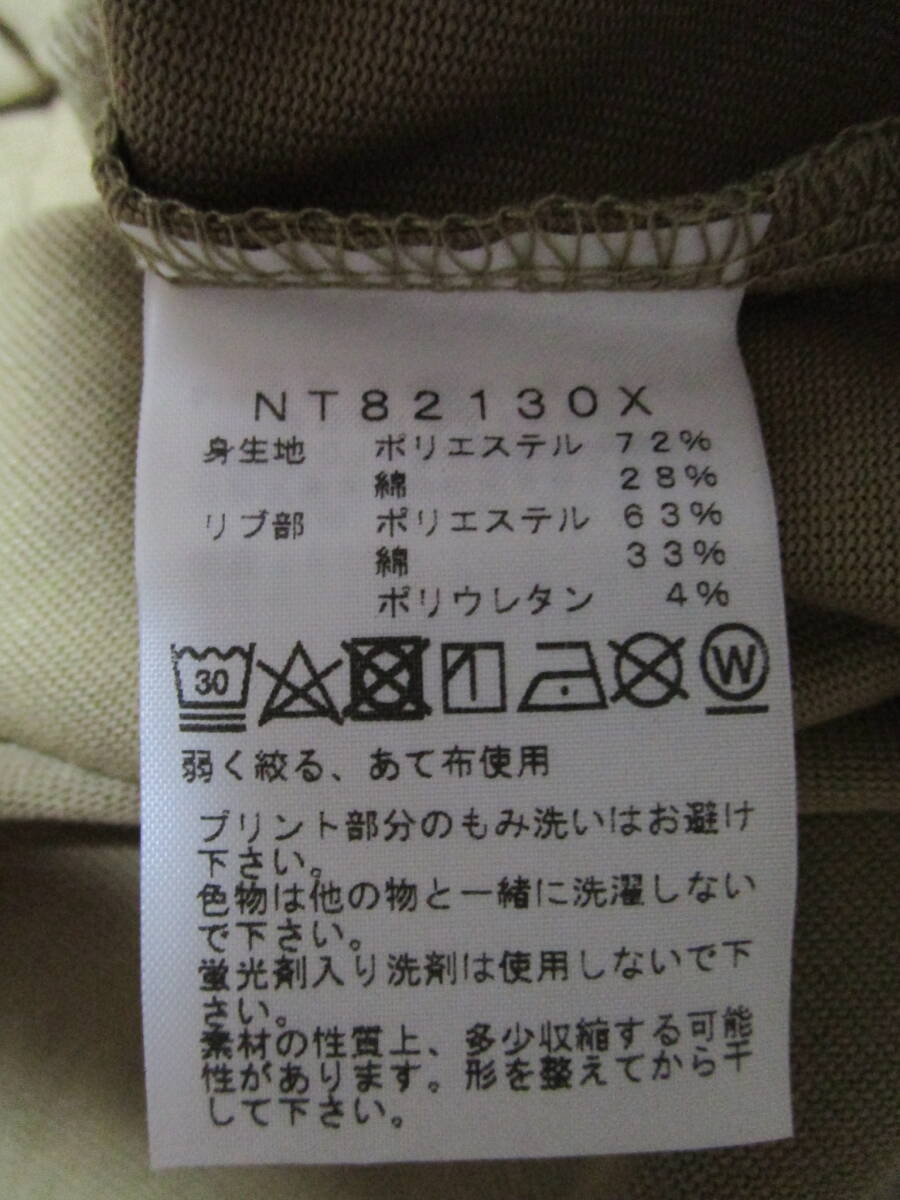 NT82130X
身生地 ポリエステル 72%
綿 28%
リブ部 ポリエステル 63%
綿 33%
ポリウレタン 4%
30 W
弱く絞る、あて布使用
プリント部分のもみ洗いはお避け
下さい。
色物は他の物と一緒に洗濯しない
で下さい。
蛍光剤入り洗剤は使用しないで下
さい。
素材の性質上、多少収縮する可能
性があります。形を整えてから干
して下さい。